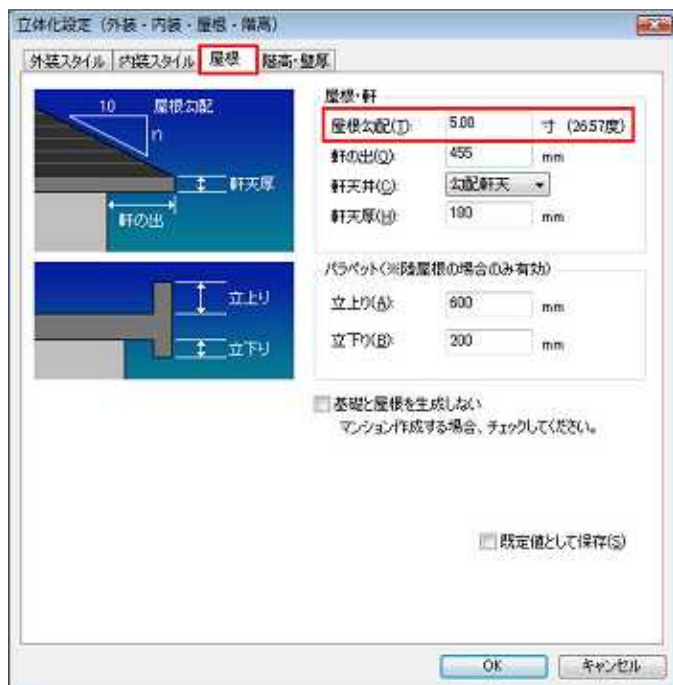 立体化設定（外装・内装・屋根・階高）
外装スタイル 内装スタイル 屋根 階高・壁厚
10 屋根勾配
n
軒天厚
軒の出
立上り
立下り
屋根・軒
屋根勾配(T): 5.00 寸 (26.57度)
軒の出(O): 455 mm
軒天井(C): 勾配軒天
軒天厚(H): 180 mm
パラペット(※陸屋根の場合のみ有効)
立上り(A): 600 mm
立下り(B): 200 mm
基礎と屋根を生成しない
マンション作成する場合、チェックしてください。
既定値として保存(S)
OK キャンセル